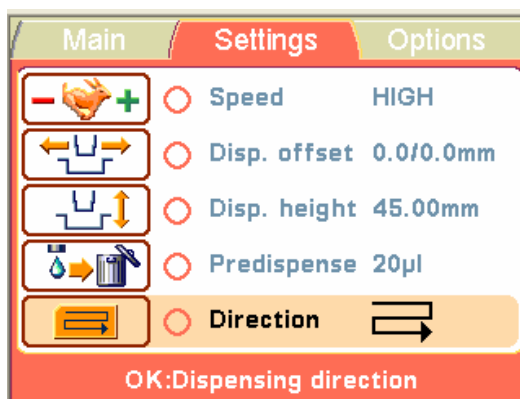 Main Settings Options
Speed HIGH
Disp. offset 0.0/0.0mm
Disp. height 45.00mm
Predispense 20µl
Direction
OK:Dispensing direction